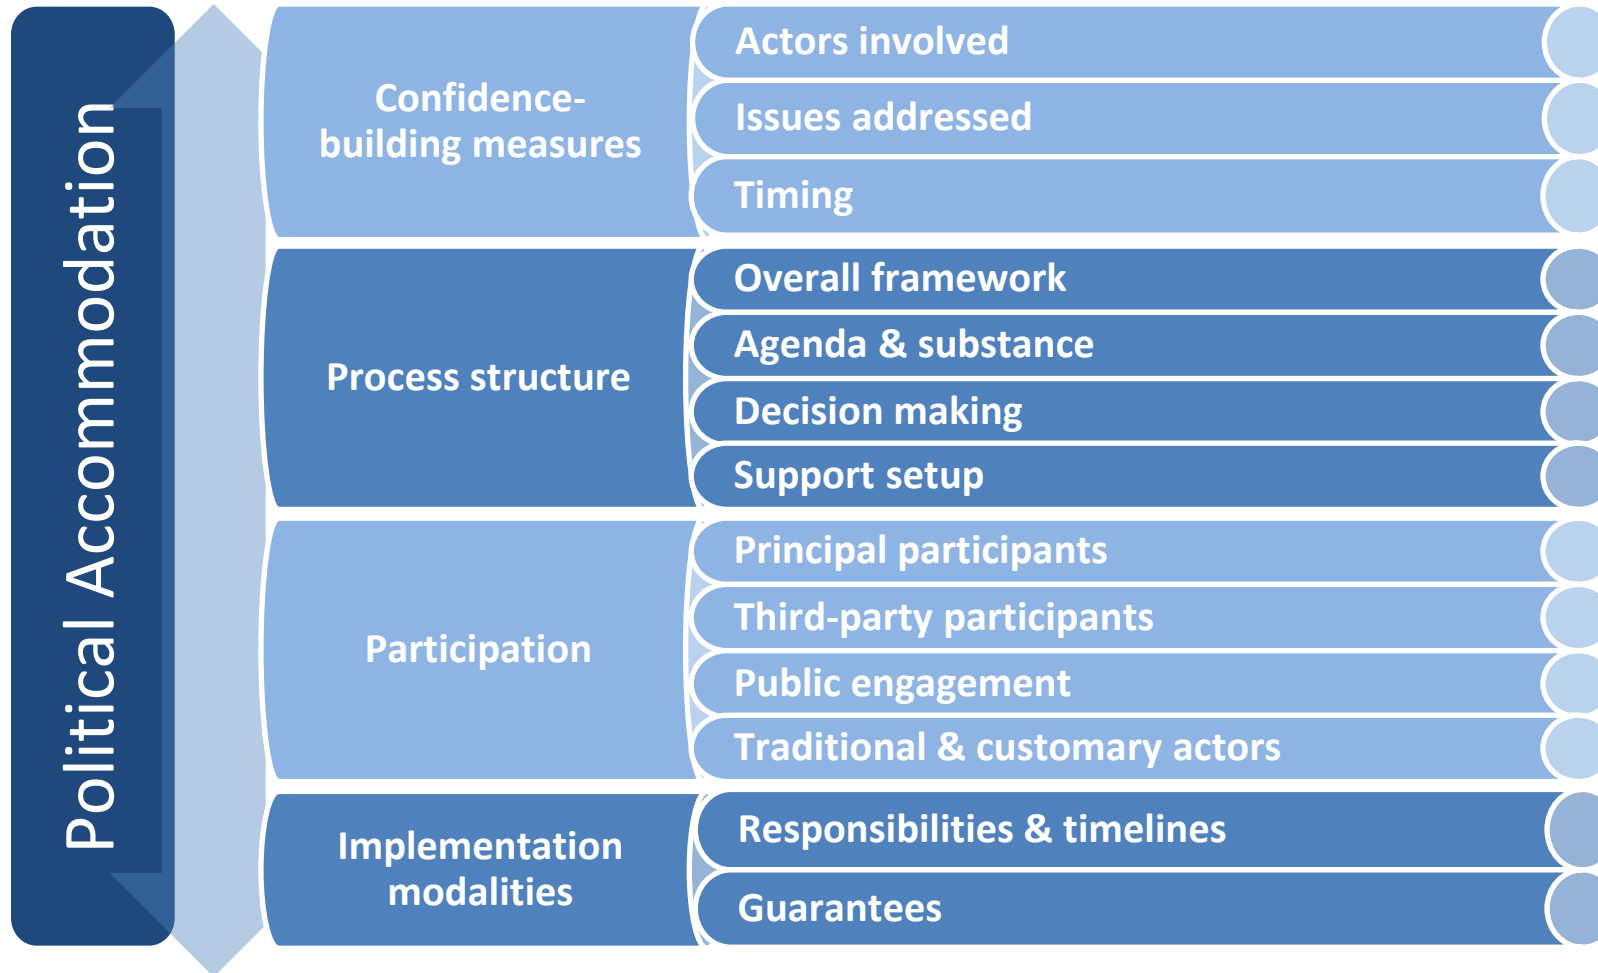 Political Accommodation
Confidence-
building measures
Actors involved
Issues addressed
Timing
Process structure
Overall framework
Agenda & substance
Decision making
Support setup
Participation
Principal participants
Third-party participants
Public engagement
Traditional & customary actors
Implementation
modalities
Responsibilities & timelines
Guarantees